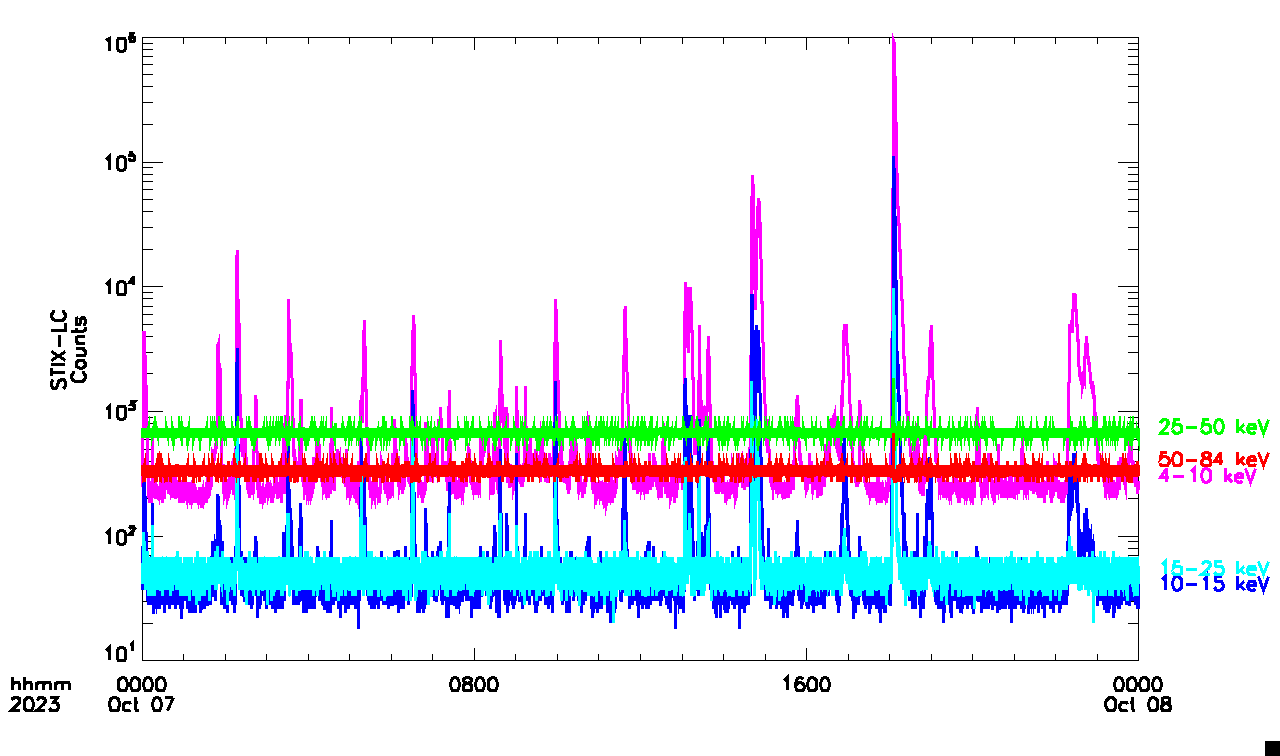 10⁶
10⁵
10⁴
10³
10²
10¹
STIX-LC
Counts
25-50 keV
50-84 keV
4-10 keV
15-25 keV
10-15 keV
hhmm 0000 0800 1600 0000
2023 Oct 07 Oct 08